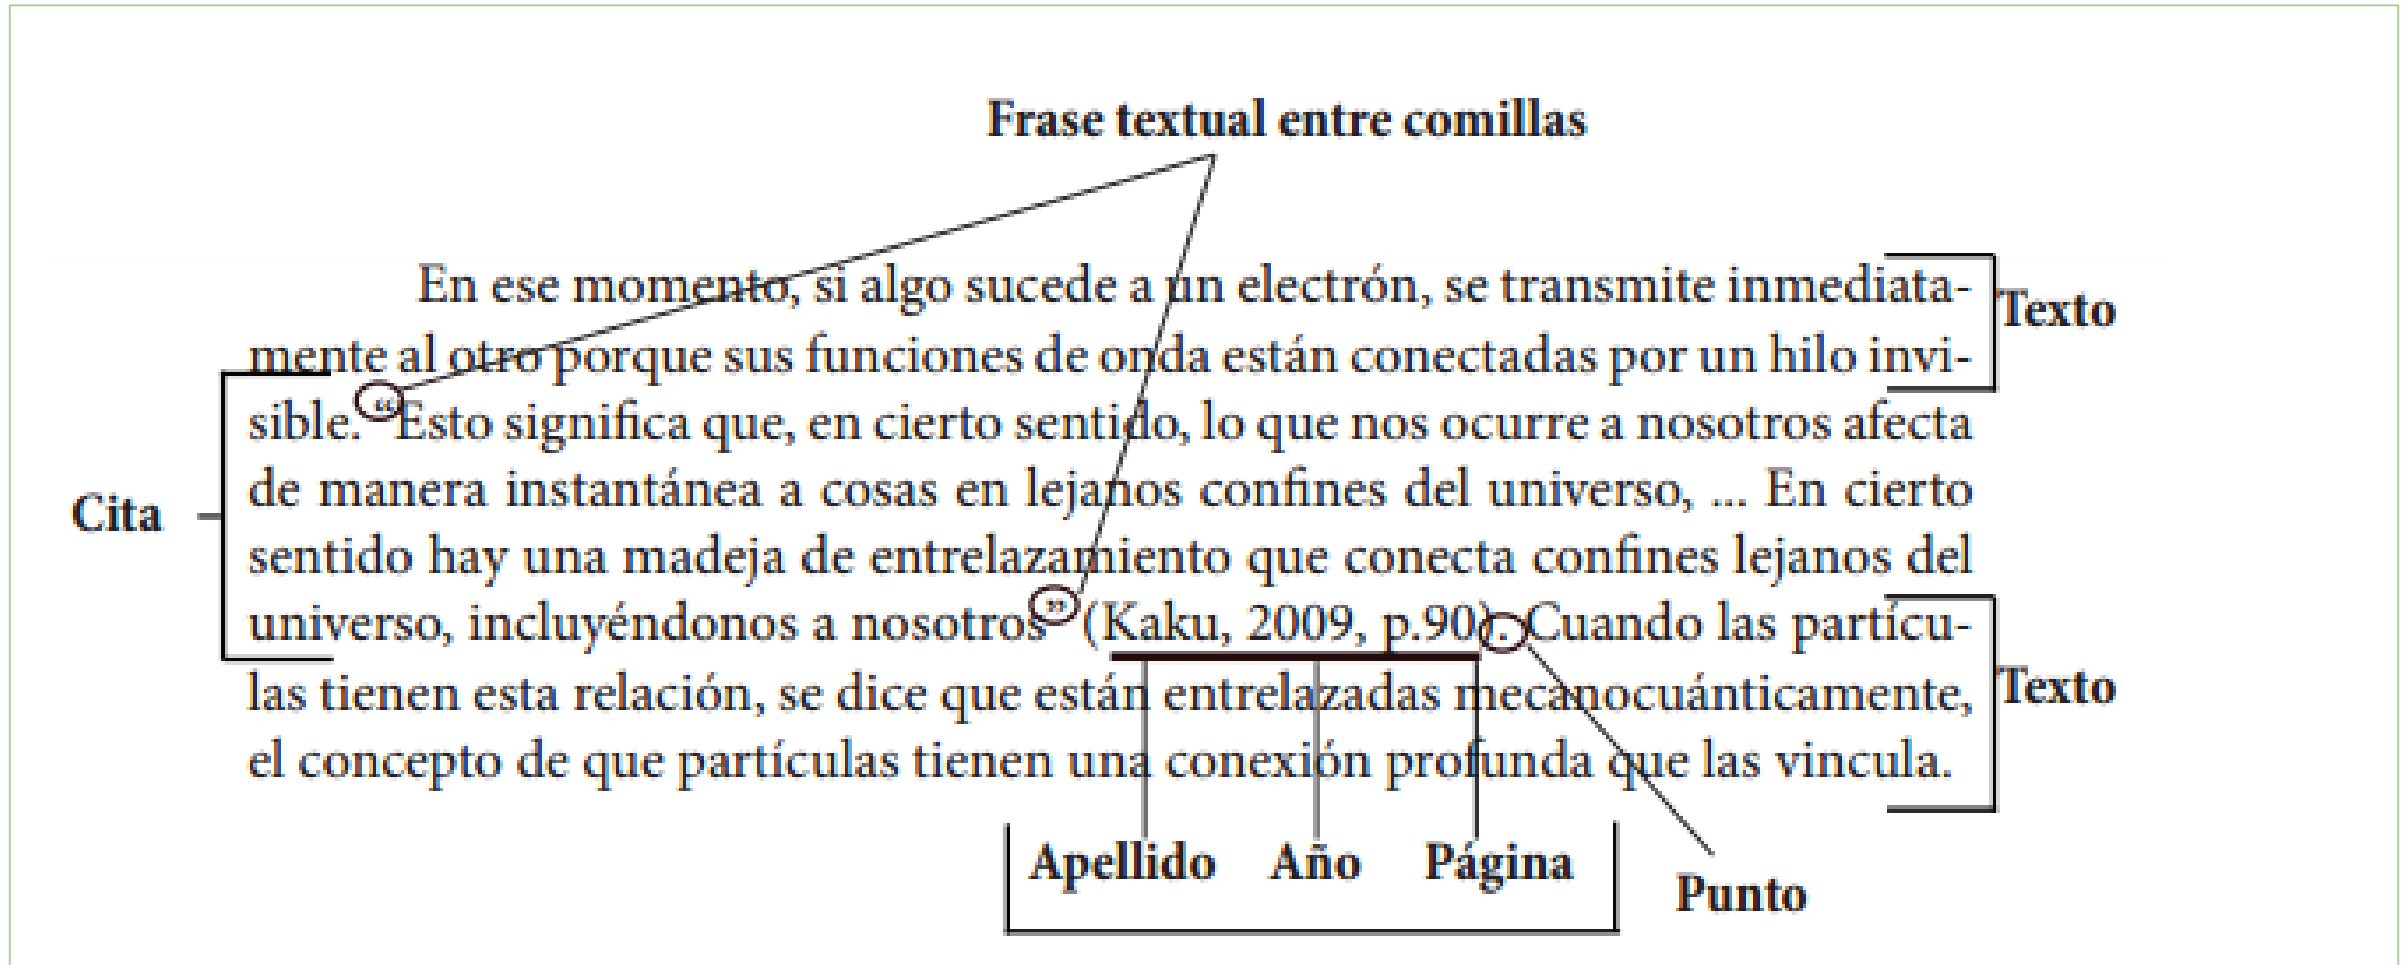 Frase textual entre comillas
En ese momento, si algo sucede a un electrón, se transmite inmediata-
Texto
mente al otro porque sus funciones de onda están conectadas por un hilo invi-
sible. “Esto significa que, en cierto sentido, lo que nos ocurre a nosotros afecta
Cita
de manera instantánea a cosas en lejanos confines del universo, ... En cierto
sentido hay una madeja de entrelazamiento que conecta confines lejanos del
universo, incluyéndonos a nosotros” (Kaku, 2009, p.90). Cuando las partícu-
Texto
las tienen esta relación, se dice que están entrelazadas mecanocuánticamente,
el concepto de que partículas tienen una conexión profunda que las vincula.
Apellido Año Página
Punto